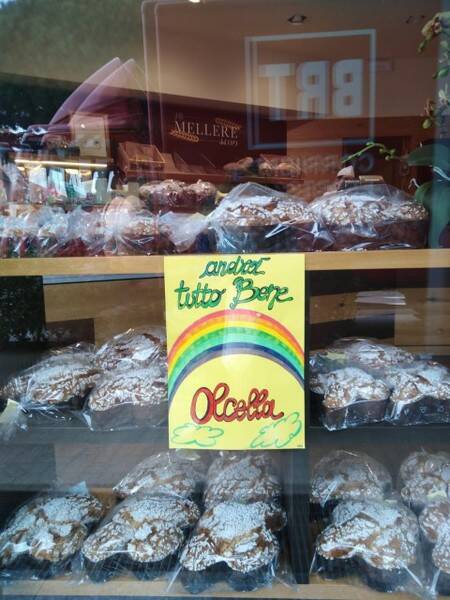 BRT
MELLERE
andrà
tutto Bene
Olcella